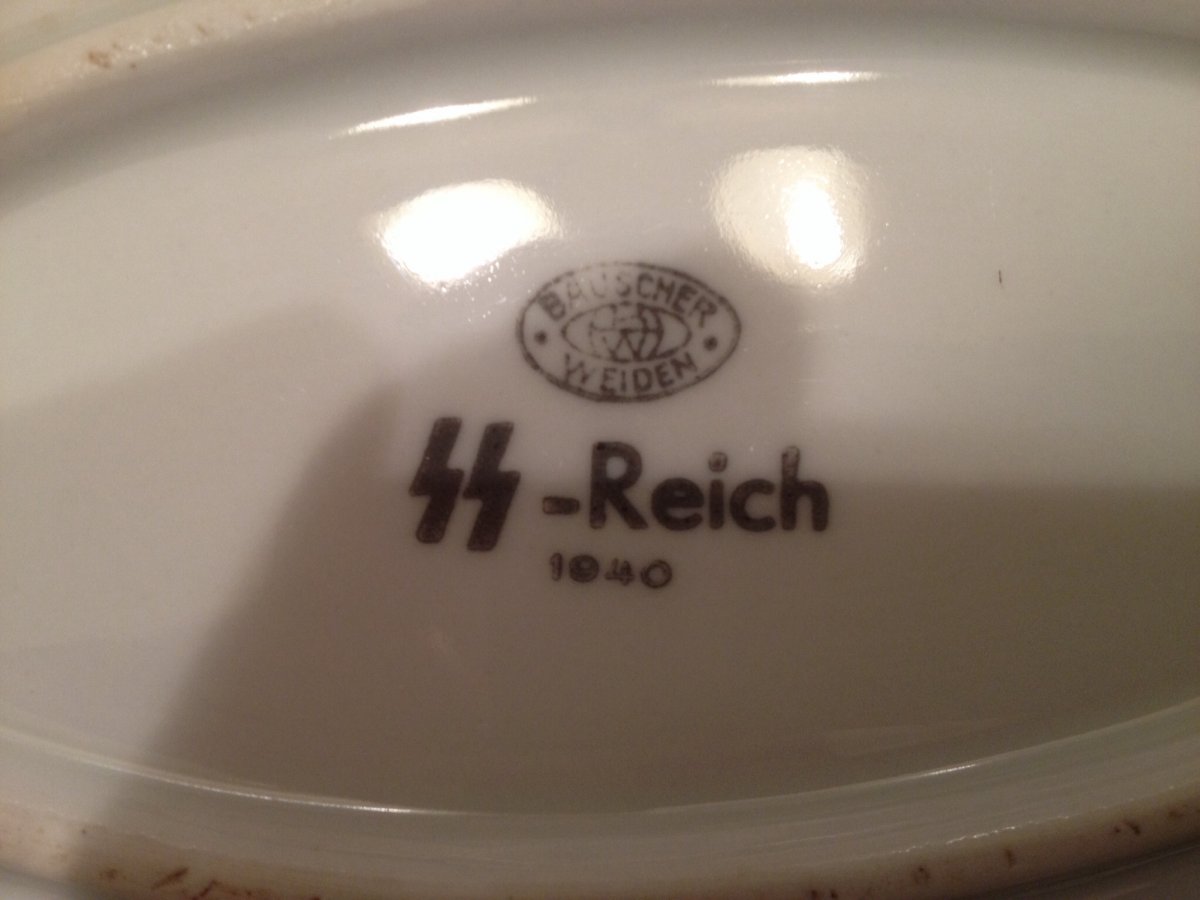 BAUSCHER
WEIDEN
SS-Reich
1940